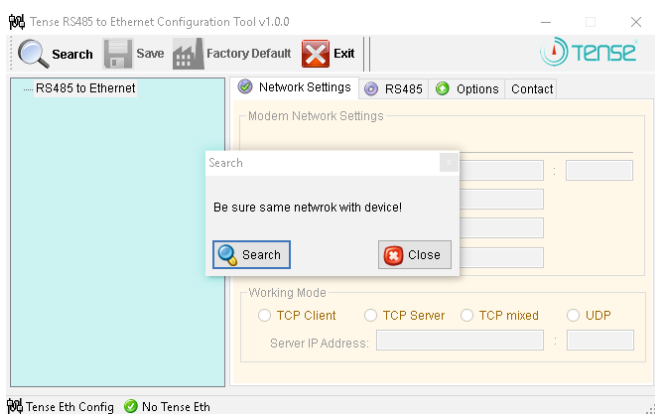 Tense RS485 to Ethernet Configuration Tool v1.0.0
Search Save Factory Default Exit
TENSE
RS485 to Ethernet
Network Settings RS485 Options Contact
Modem Network Settings
:
Search
Be sure same netwrok with device!
Search Close
Working Mode
TCP Client TCP Server TCP mixed UDP
Server IP Address: :
Tense Eth Config No Tense Eth